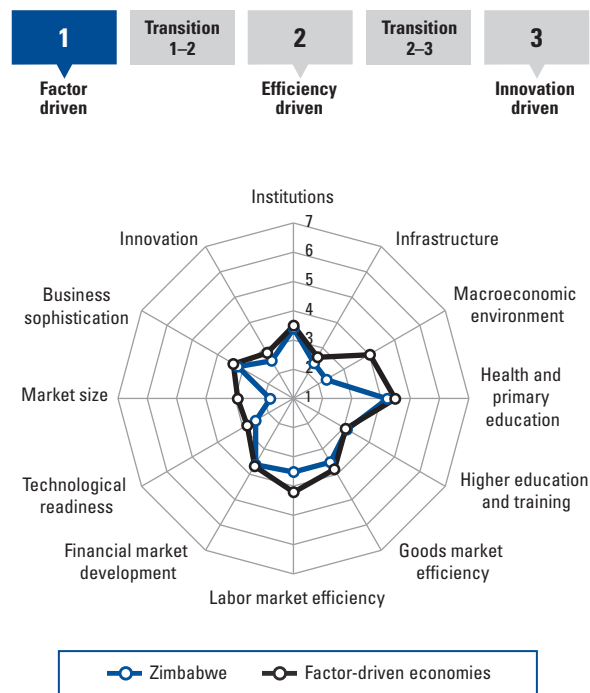 1
Transition
1–2
2
Transition
2–3
3
Factor
driven
Efficiency
driven
Innovation
driven
Institutions
7
Innovation
6
Infrastructure
5
Business
sophistication
4
Macroeconomic
environment
3
2
Market size
1
Health and
primary
education
Technological
readiness
Higher education
and training
Financial market
development
Goods market
efficiency
Labor market efficiency
Zimbabwe
Factor-driven economies